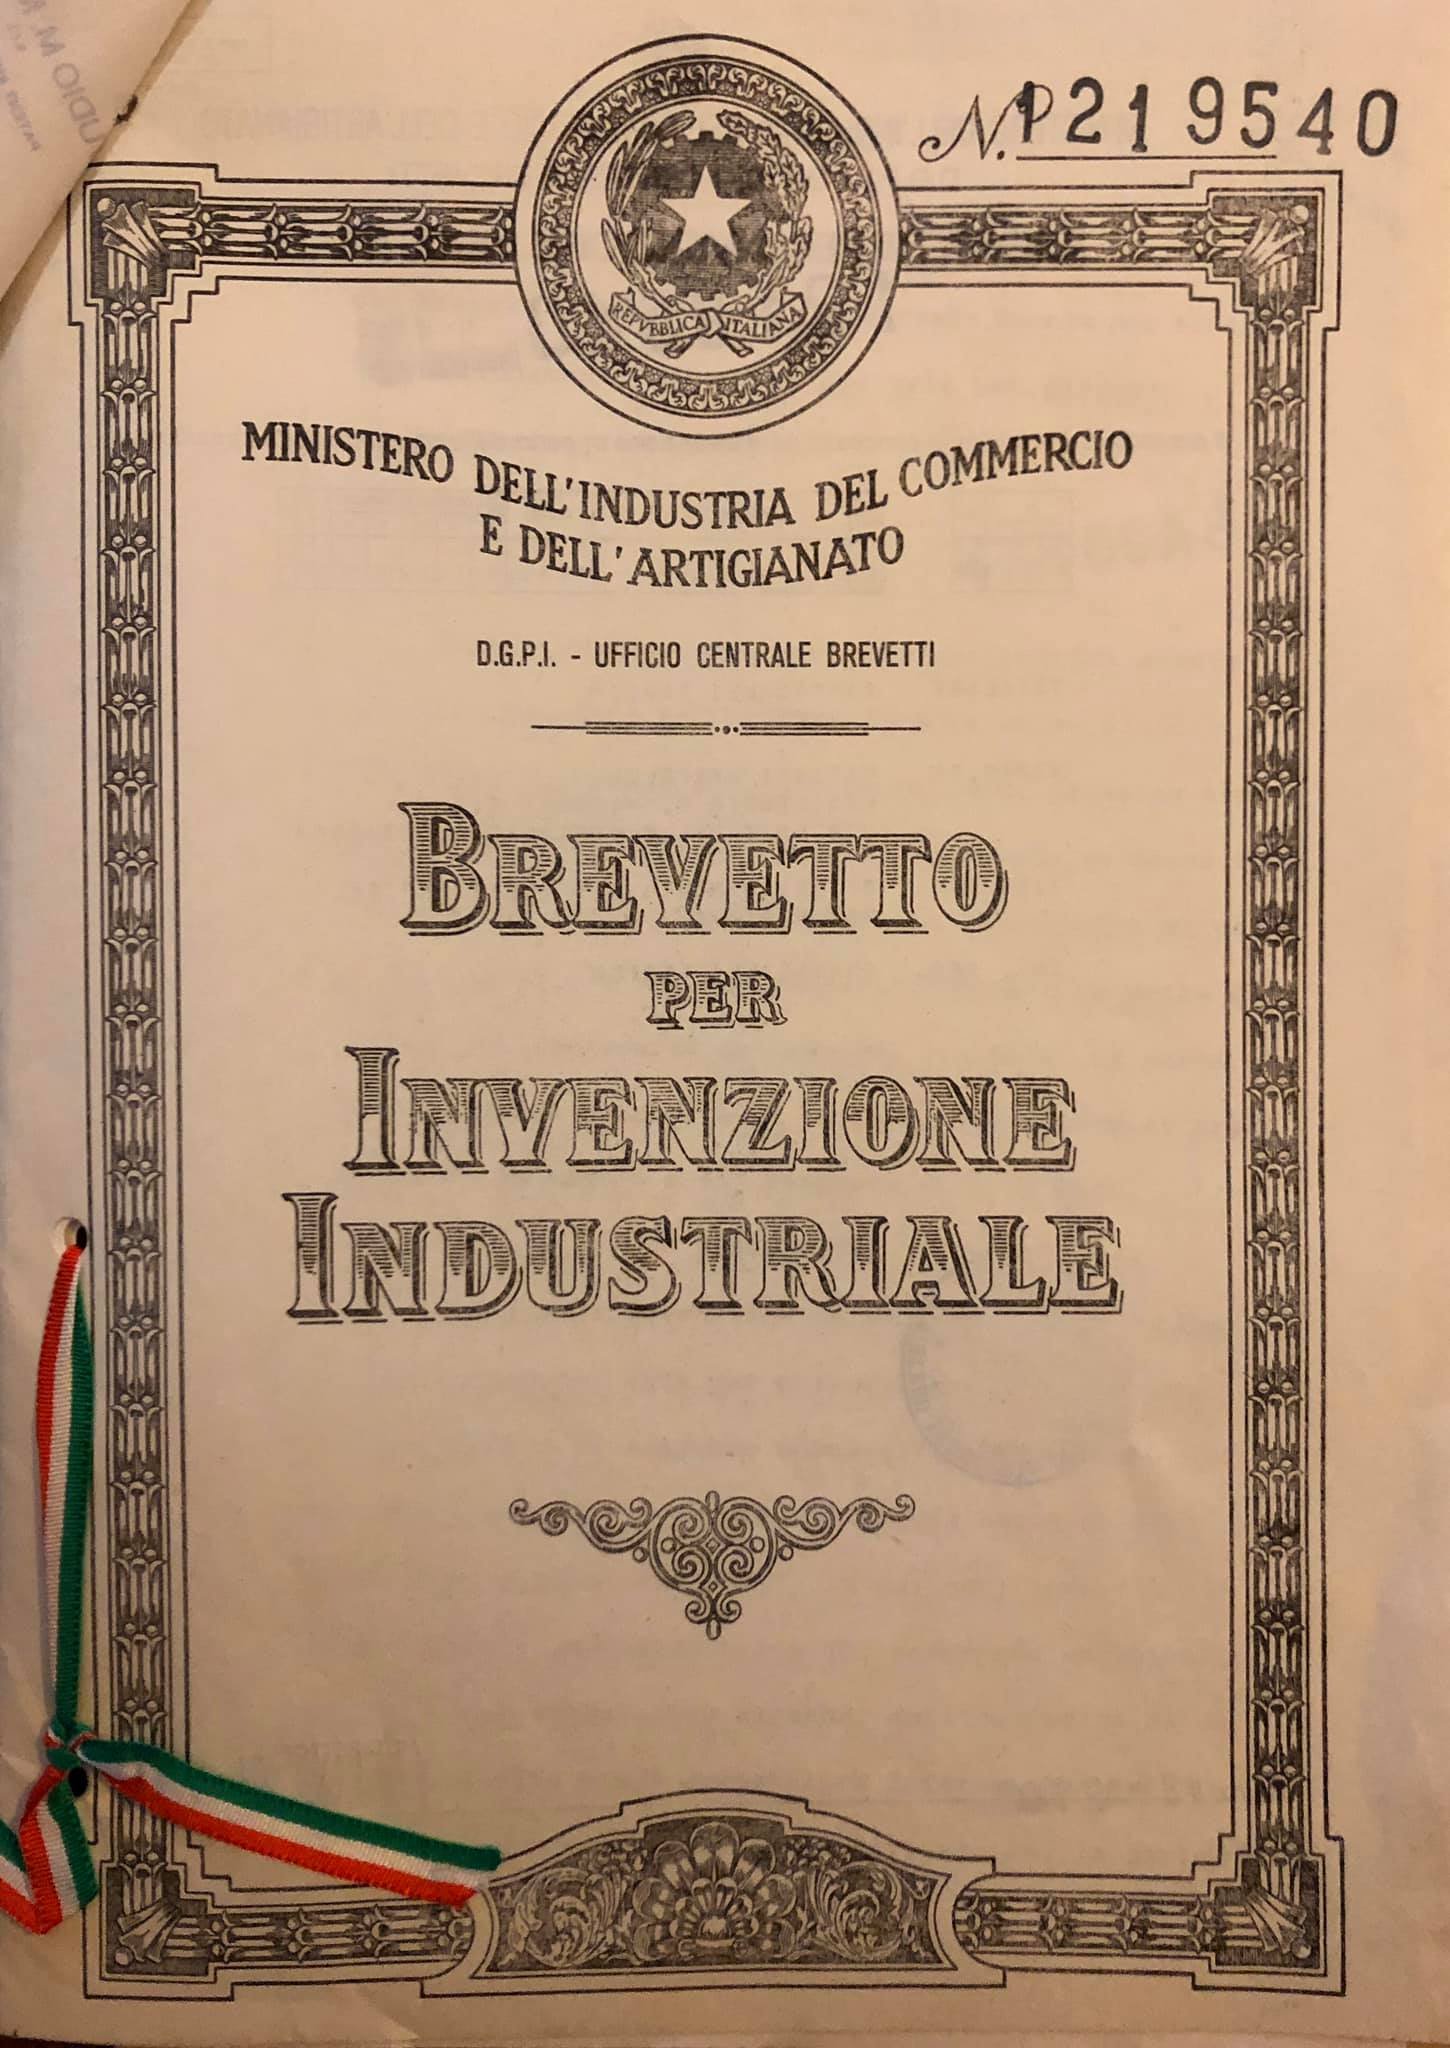 N. 1219540
REPVBBLICA ITALIANA
MINISTERO DELL'INDUSTRIA DEL COMMERCIO
E DELL'ARTIGIANATO
D.G.P.I. - UFFICIO CENTRALE BREVETTI
BREVETTO
PER
INVENZIONE
INDUSTRIALE